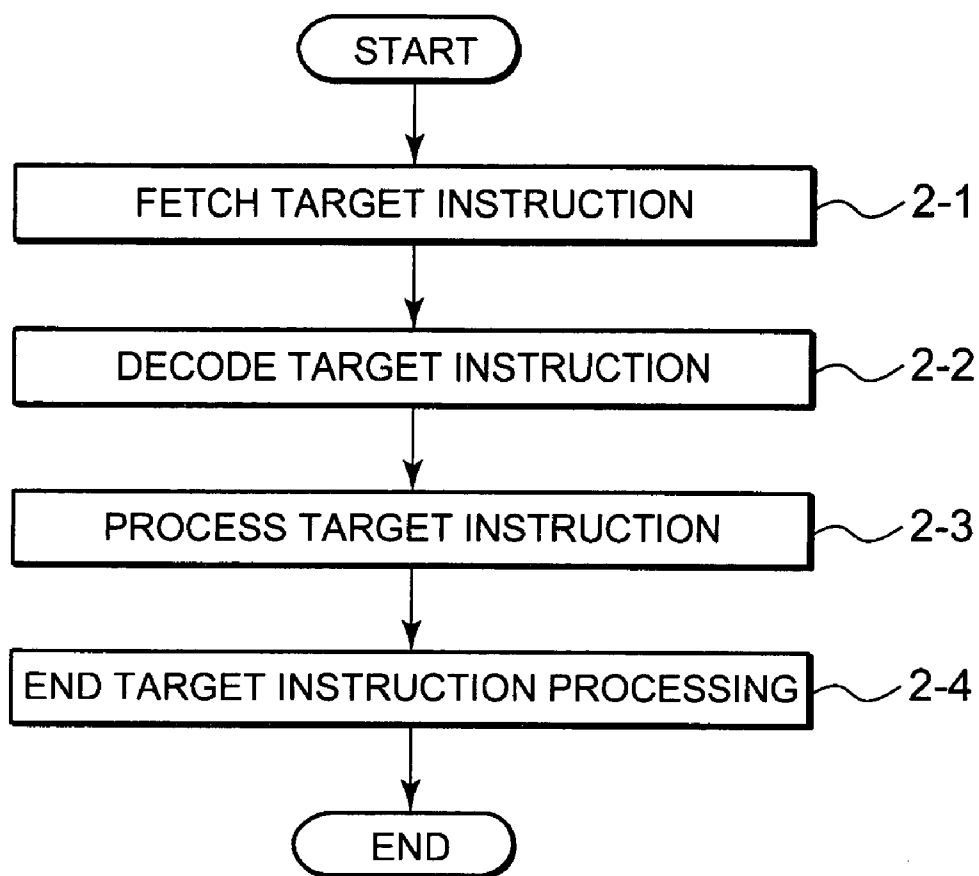 START
FETCH TARGET INSTRUCTION 2-1
DECODE TARGET INSTRUCTION 2-2
PROCESS TARGET INSTRUCTION 2-3
END TARGET INSTRUCTION PROCESSING 2-4
END